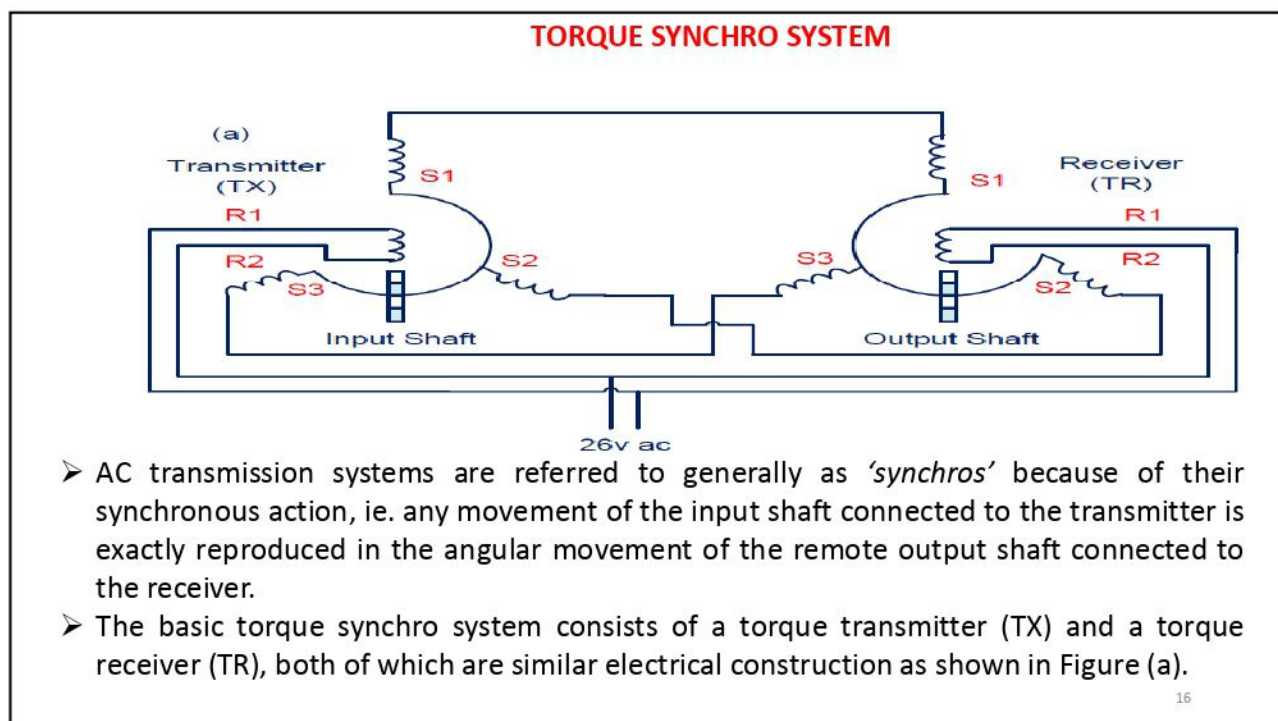 TORQUE SYNCHRO SYSTEM
(a)
Transmitter
(TX)
S1
R1
R2
S3
S2
Input Shaft
Receiver
(TR)
S1
R1
R2
S3
S2
Output Shaft
26v ac
➢ AC transmission systems are referred to generally as ‘synchros’ because of their
synchronous action, ie. any movement of the input shaft connected to the transmitter is
exactly reproduced in the angular movement of the remote output shaft connected to
the receiver.
➢ The basic torque synchro system consists of a torque transmitter (TX) and a torque
receiver (TR), both of which are similar electrical construction as shown in Figure (a).
16